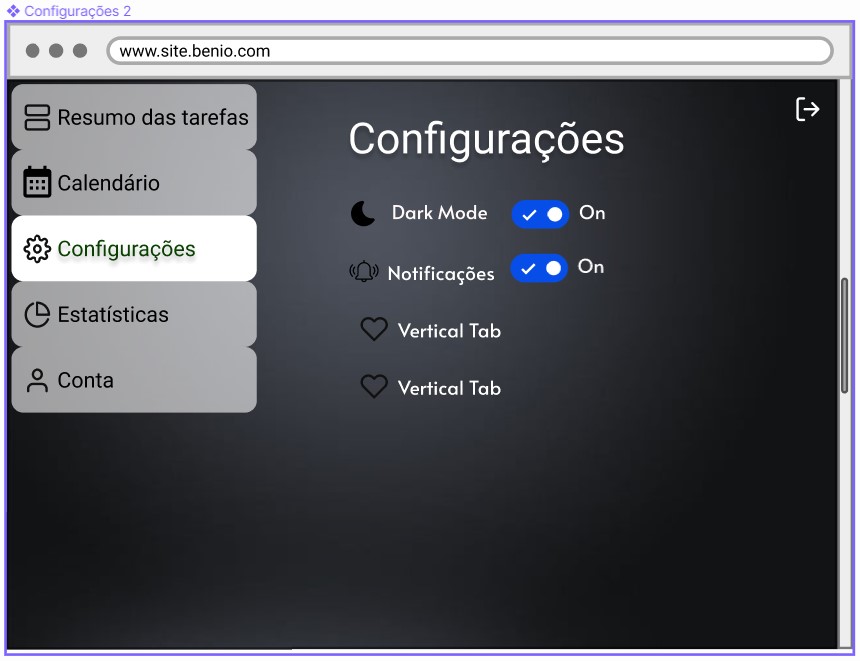 Configurações 2
www.site.benio.com
Resumo das tarefas
Calendário
Configurações
Estatísticas
Conta
Configurações
Dark Mode On
Notificações On
Vertical Tab
Vertical Tab